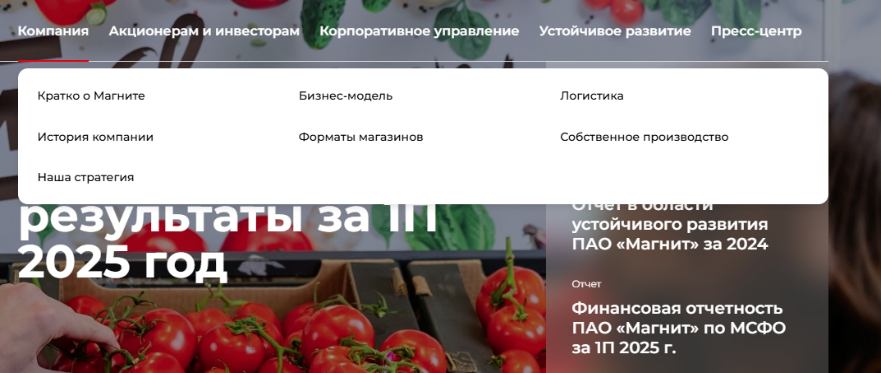 Компания Акционерам и инвесторам Корпоративное управление Устойчивое развитие Пресс-центр
Кратко о Магните Бизнес-модель Логистика
История компании Форматы магазинов Собственное производство
Наша стратегия
результаты за 1П
2025 год
Отчет в области
устойчивого развития
ПАО «Магнит» за 2024
Отчет
Финансовая отчетность
ПАО «Магнит» по МСФО
за 1П 2025 г.